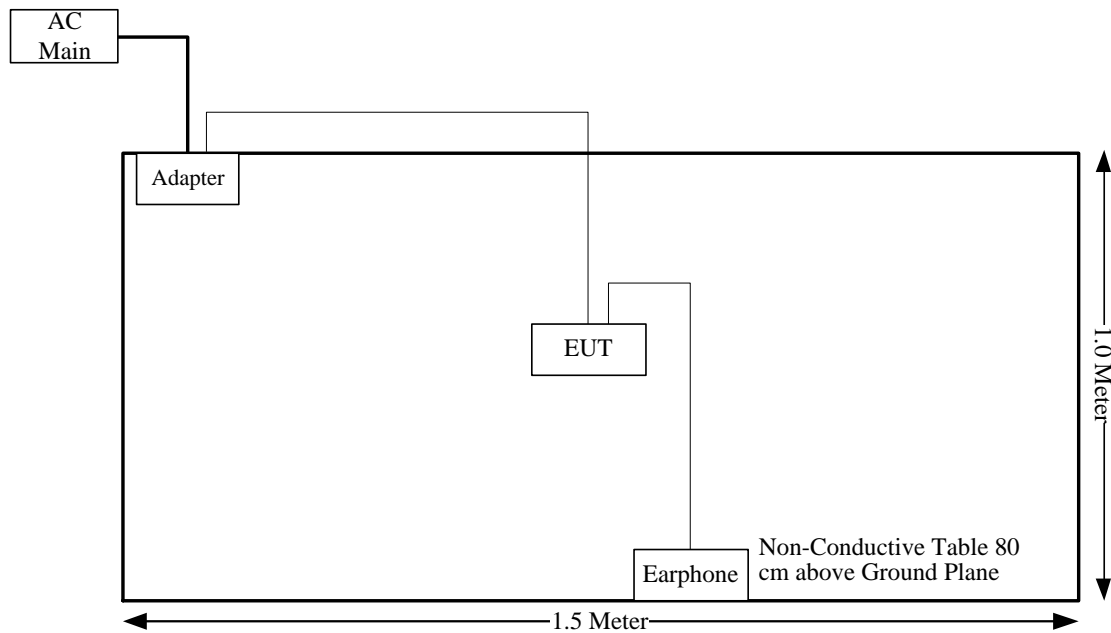 AC
Main
Adapter
EUT
1.0 Meter
Non-Conductive Table 80
cm above Ground Plane
Earphone
1.5 Meter